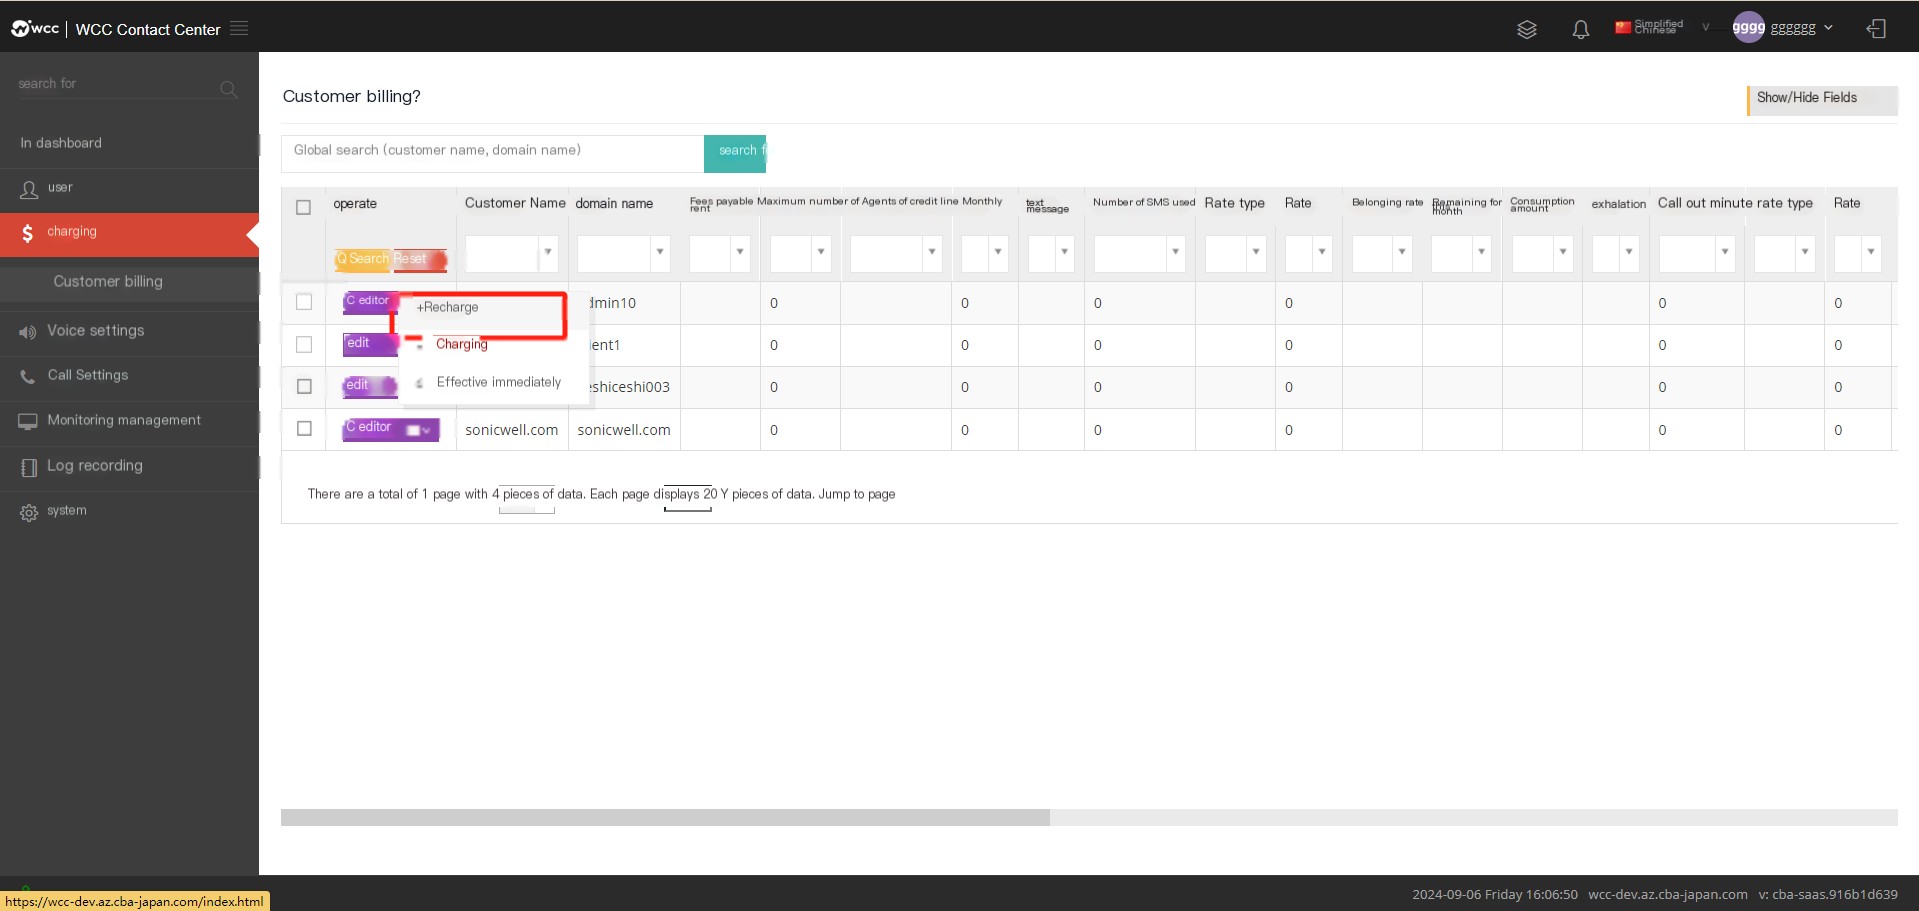 wcc | WCC Contact Center
Simplified
Chinese
gggg gggggg
search for
In dashboard
user
charging
Customer billing
Voice settings
Call Settings
Monitoring management
Log recording
system
Customer billing?
Show/Hide Fields
Global search (customer name, domain name)
search f
operate Customer Name domain name Fees payable Maximum number of Agents of credit line Monthly text Number of SMS used Rate type Rate Belonging rate Remaining for Consumption exhalation Call out minute rate type Rate
rent message month amount
Q Search Reset
C editor +Recharge dmin10 0 0 0 0 0 0
edit Charging ient1 0 0 0 0 0 0
edit Effective immediately eshiceshi003 0 0 0 0 0 0
C editor sonicwell.com sonicwell.com 0 0 0 0 0 0
There are a total of 1 page with 4 pieces of data. Each page displays 20 Y pieces of data. Jump to page
https://wcc-dev.az.cba-japan.com/index.html
2024-09-06 Friday 16:06:50 wcc-dev.az.cba-japan.com v: cba-saas.916b1d639